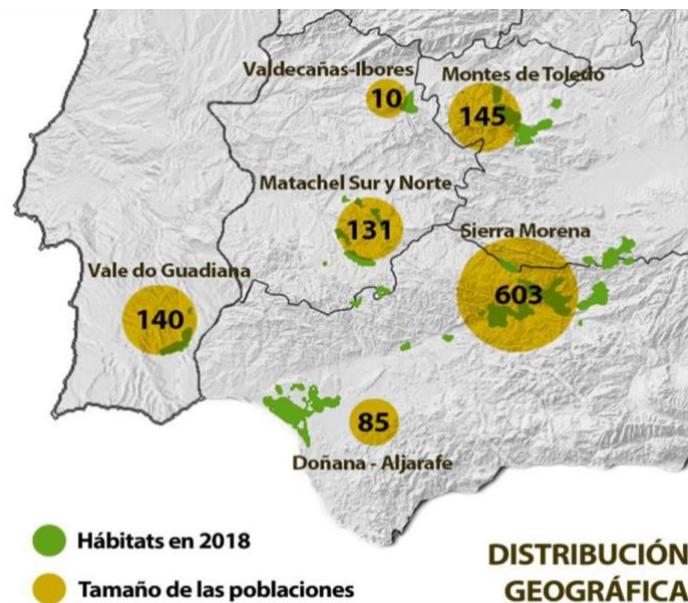 Valdecañas-Ibores
10
Montes de Toledo
145
Matachel Sur y Norte
131
Sierra Morena
603
Vale do Guadiana
140
85
Doñana - Aljarafe
Hábitats en 2018
Tamaño de las poblaciones
DISTRIBUCIÓN
GEOGRÁFICA